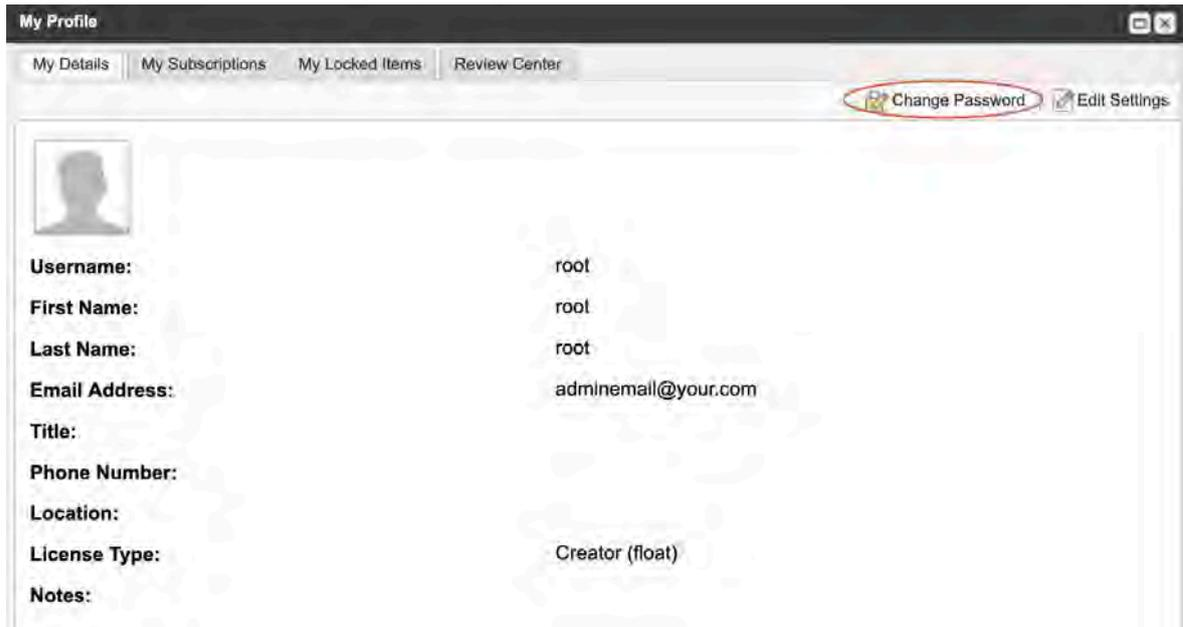 My Profile
My Details My Subscriptions My Locked Items Review Center
Change Password Edit Settings
Username: root
First Name: root
Last Name: root
Email Address: adminemail@your.com
Title:
Phone Number:
Location:
License Type: Creator (float)
Notes: